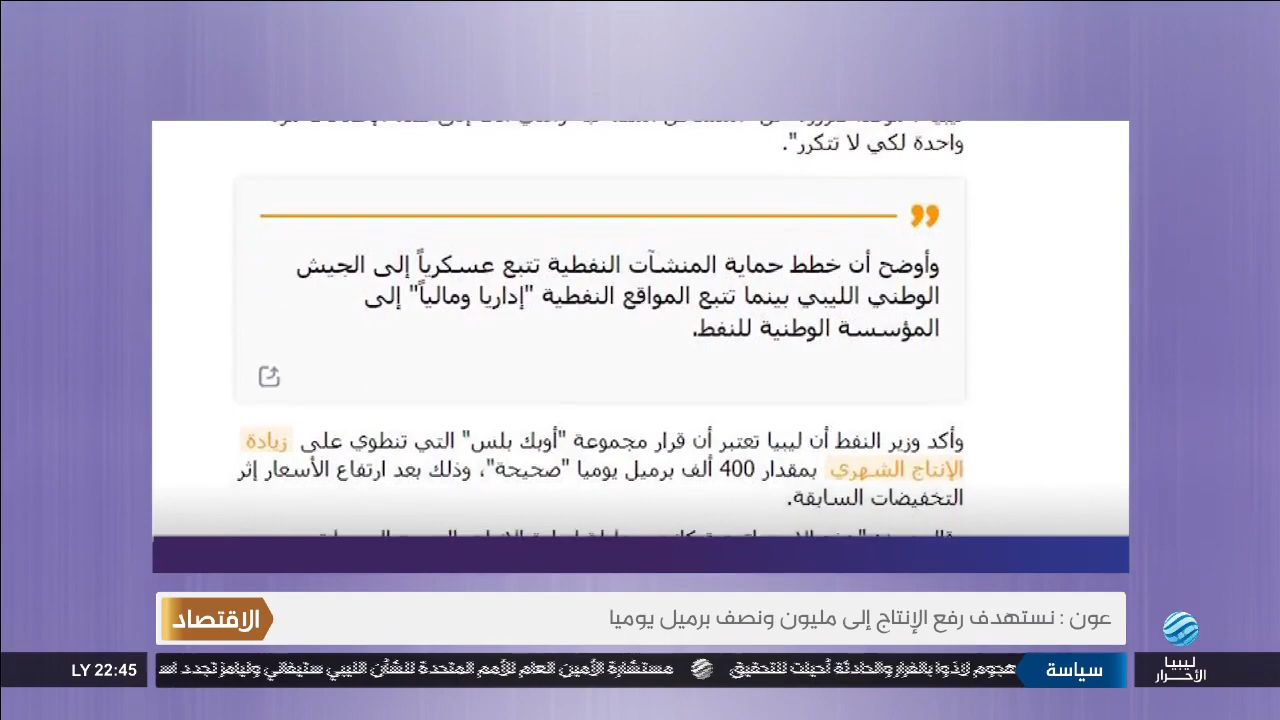 واحدة لكي لا تتكرر".
وأوضح أن خطط حماية المنشآت النفطية تتبع عسكرياً إلى الجيش
الوطني الليبي بينما تتبع المواقع النفطية "إداريا ومالياً" إلى
المؤسسة الوطنية للنفط.
وأكد وزير النفط أن ليبيا تعتبر أن قرار مجموعة "أوبك بلس" التي تنطوي على زيادة
الإنتاج الشهري بمقدار 400 ألف برميل يوميا "صحيحة"، وذلك بعد ارتفاع الأسعار إثر
التخفيضات السابقة.
عون : نستهدف رفع الإنتاج إلى مليون ونصف برميل يوميا
الاقتصاد
سياسة
مستشارة الأمين العام للأمم المتحدة للشأن الليبي ستيفاني وليامز تجدد
LY 22:45
ليبيا
الأحرار